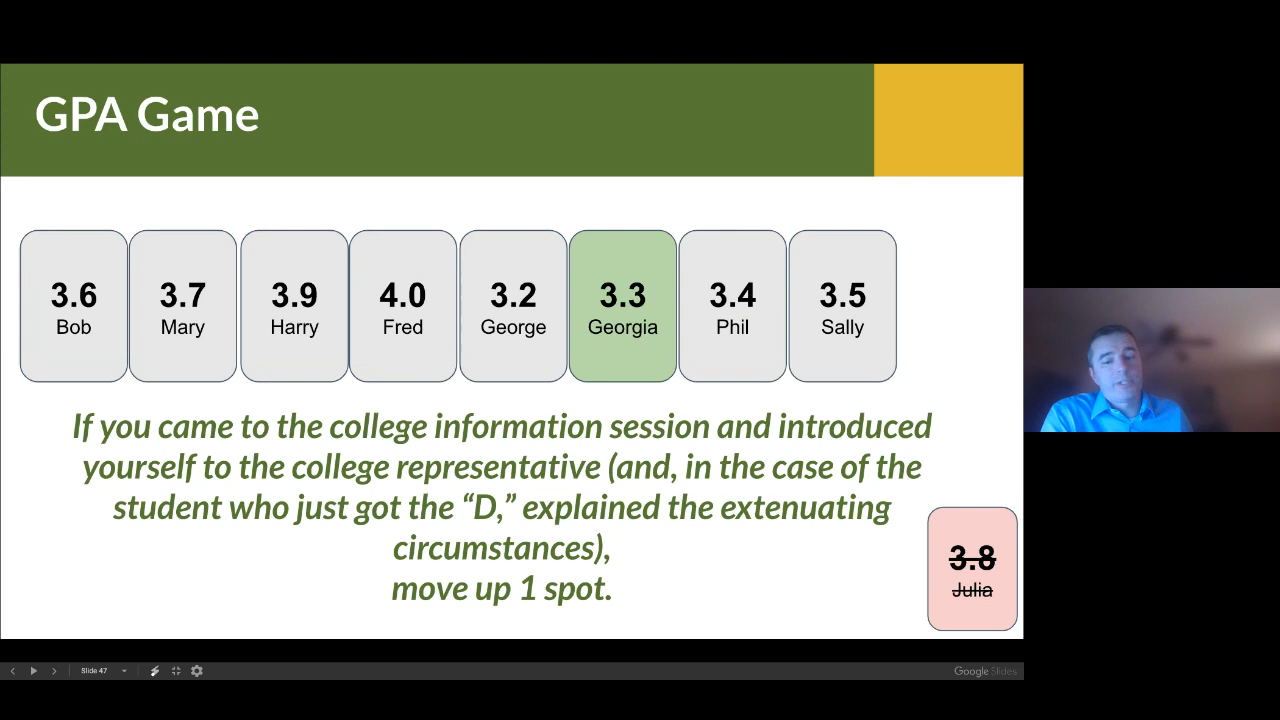 GPA Game
3.6 3.7 3.9 4.0 3.2 3.3 3.4 3.5
Bob Mary Harry Fred George Georgia Phil Sally
If you came to the college information session and introduced
yourself to the college representative (and, in the case of the
student who just got the “D,” explained the extenuating
circumstances),
move up 1 spot.
3.8
Julia
Slide 47
Google Slides